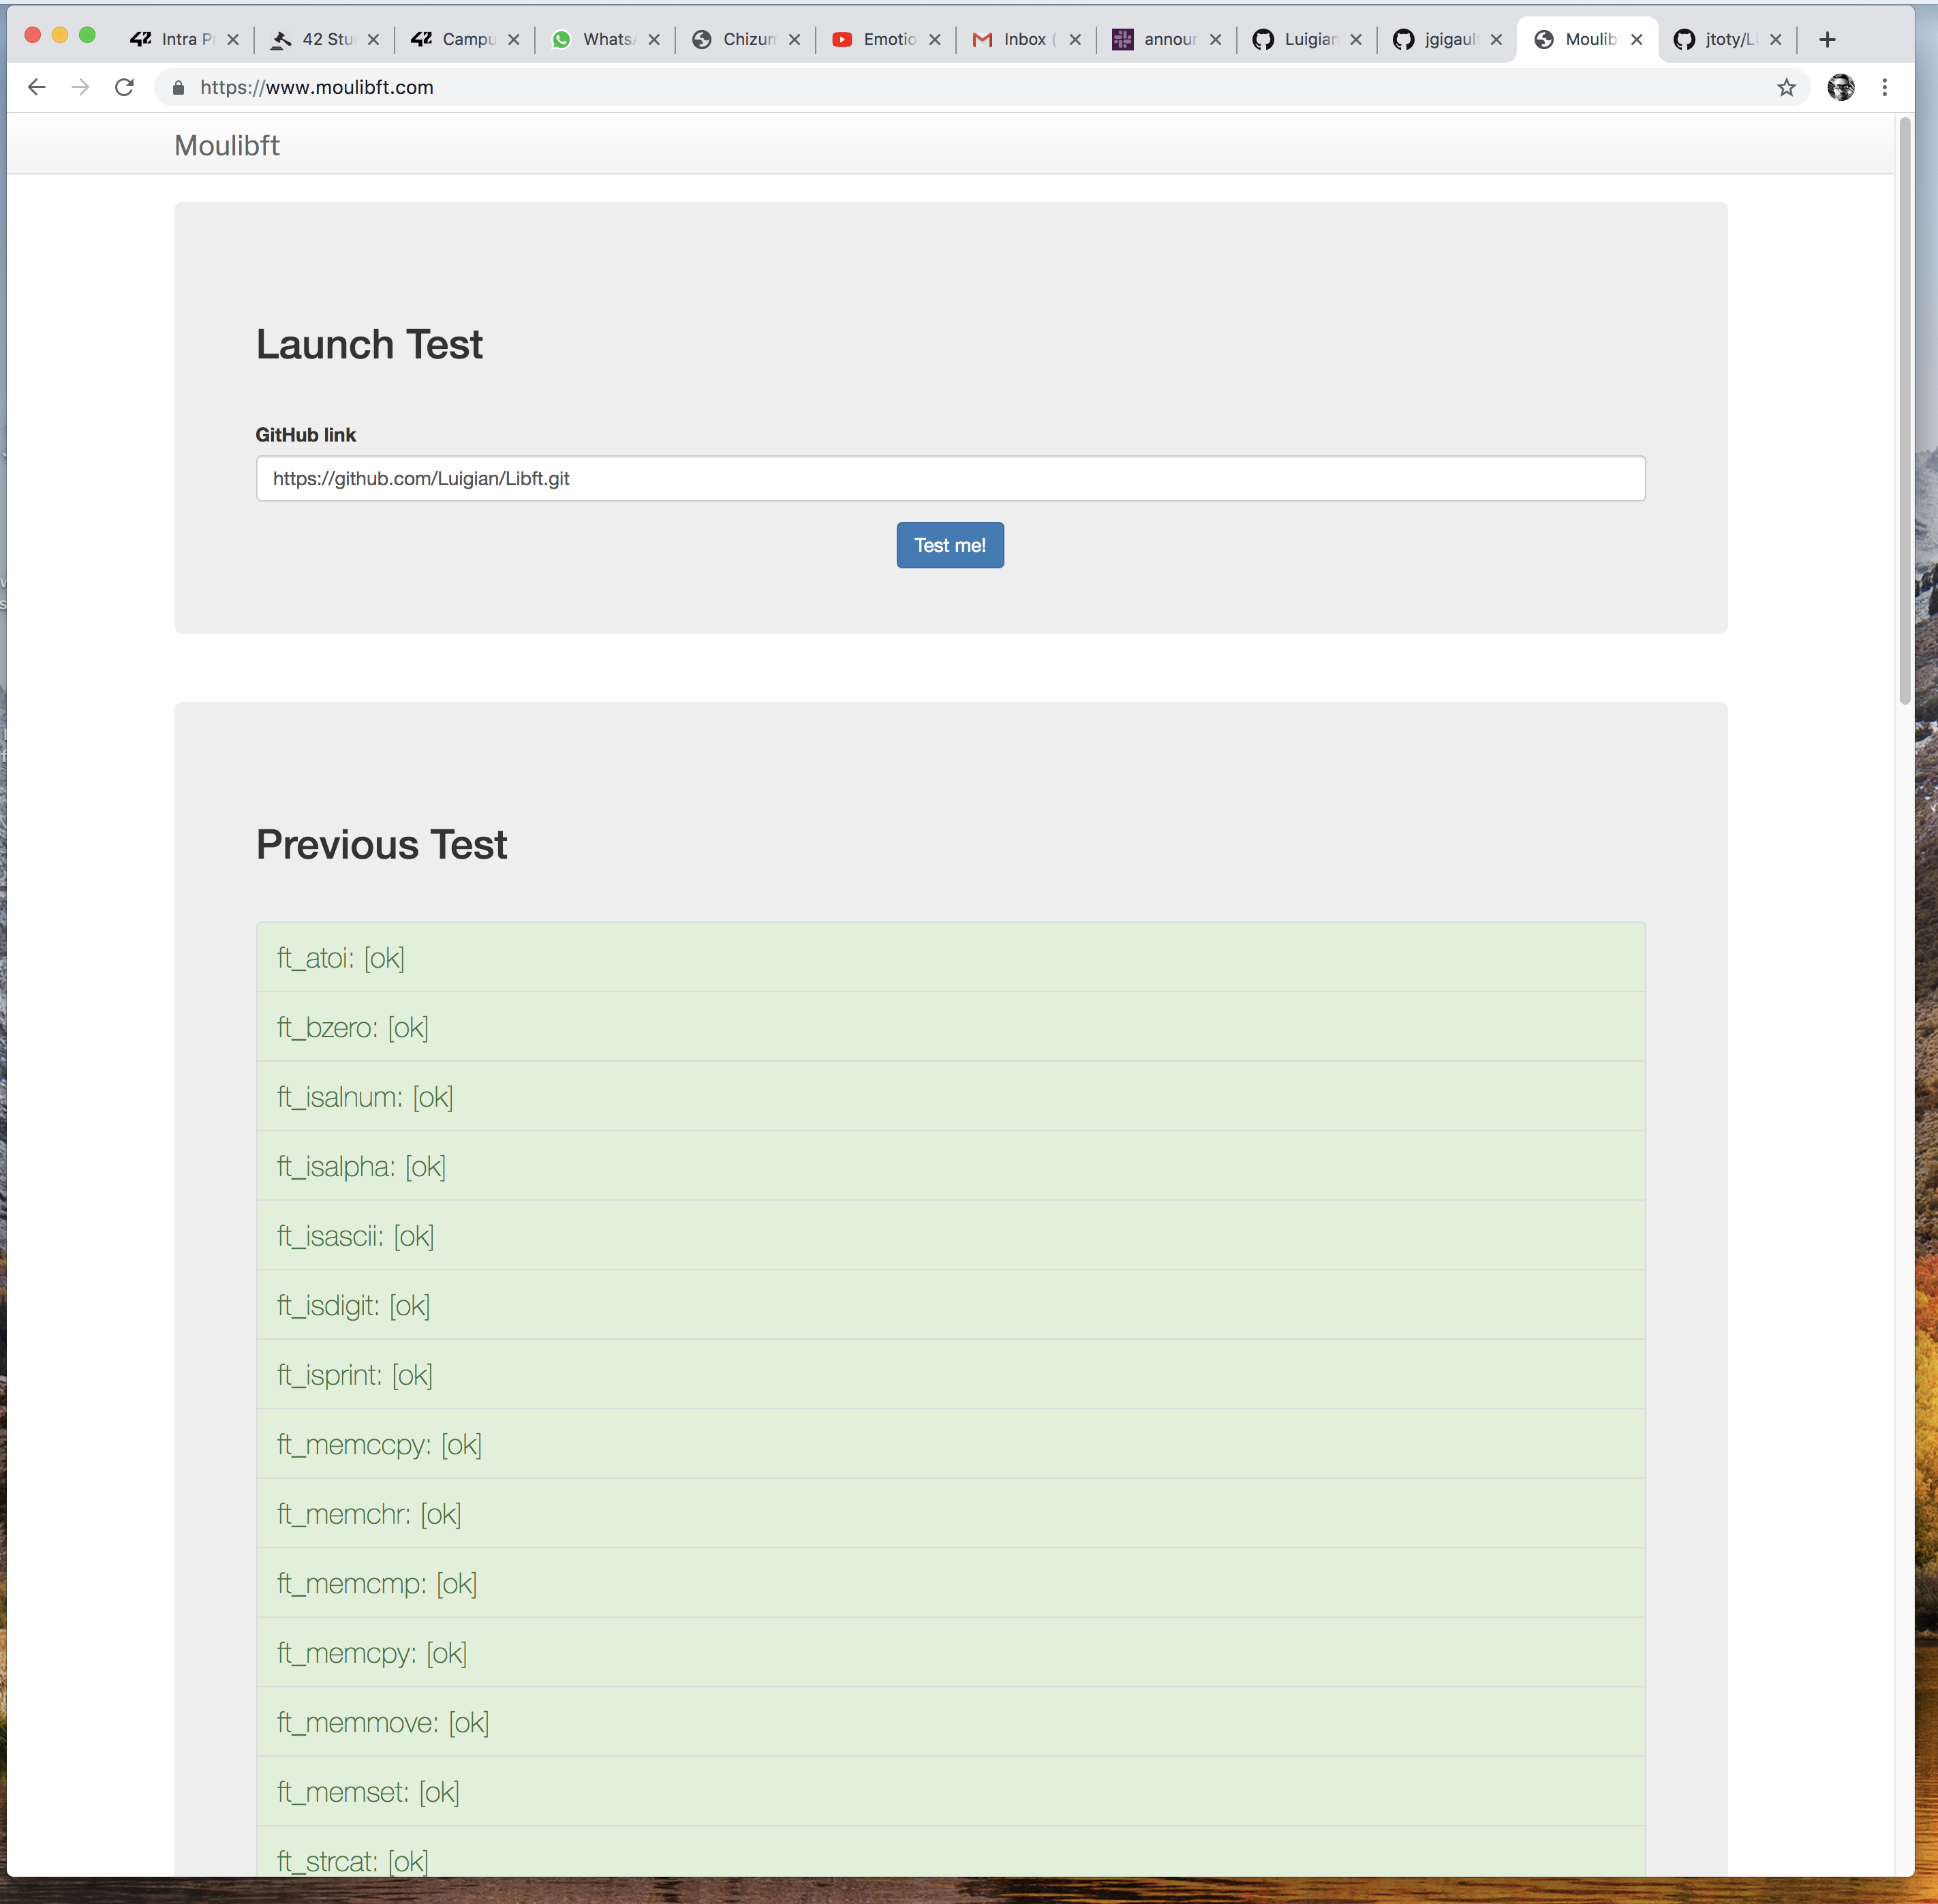 Intra P
42 Stu
Campu
Whats
Chizum
Emotio
Inbox (
annour
Luigian
jgigaul
Moulib
jtoty/Li
https://www.moulibft.com
Moulibft
Launch Test
GitHub link
https://github.com/Luigian/Libft.git
Test me!
Previous Test
ft_atoi: [ok]
ft_bzero: [ok]
ft_isalnum: [ok]
ft_isalpha: [ok]
ft_isascii: [ok]
ft_isdigit: [ok]
ft_isprint: [ok]
ft_memccpy: [ok]
ft_memchr: [ok]
ft_memcmp: [ok]
ft_memcpy: [ok]
ft_memmove: [ok]
ft_memset: [ok]
ft_strcat: [ok]